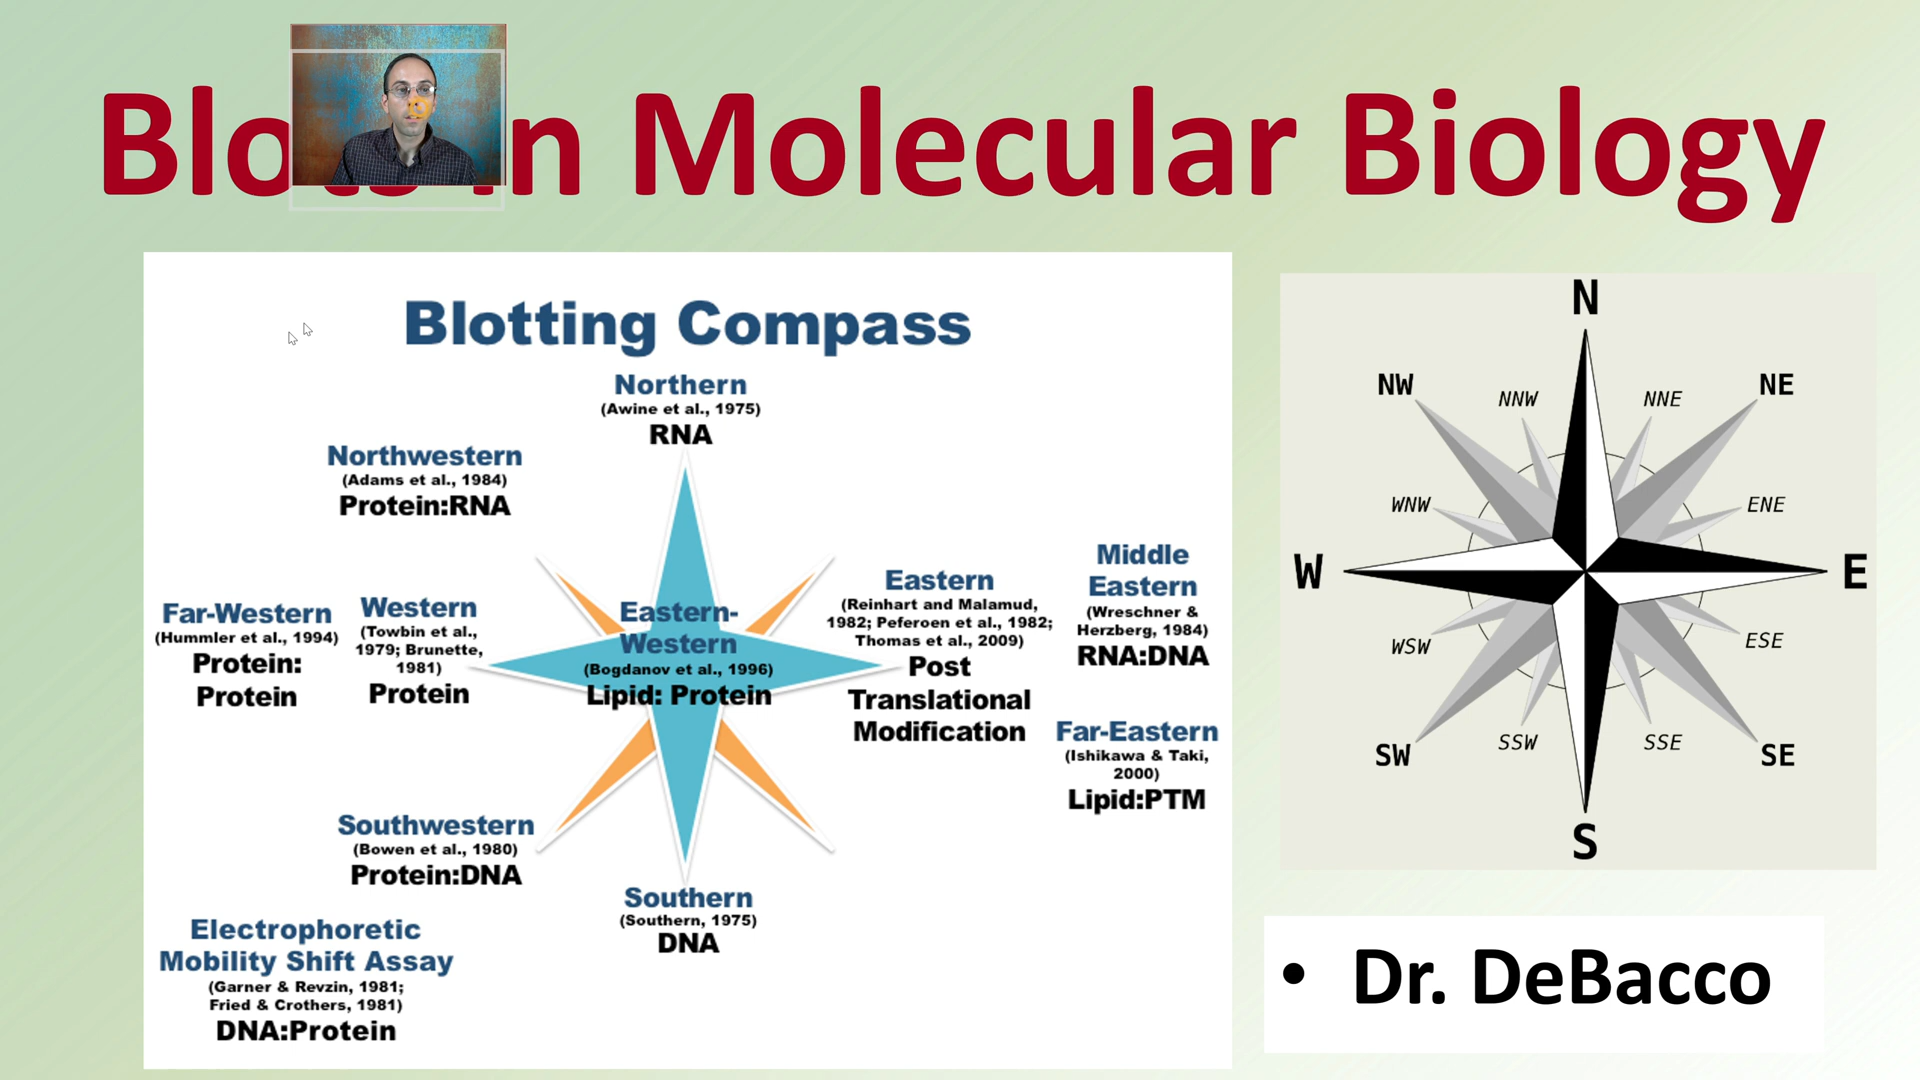 Blots in Molecular Biology
Blotting Compass
Northern
(Awine et al., 1975)
RNA
Northwestern
(Adams et al., 1984)
Protein:RNA
Far-Western
(Hummler et al., 1994)
Protein:
Protein
Western
(Towbin et al.,
1979; Brunette,
1981)
Protein
Eastern-
Western
(Bogdanov et al., 1996)
Lipid: Protein
Eastern
(Reinhart and Malamud,
1982; Peferoen et al., 1982;
Thomas et al., 2009)
Post
Translational
Modification
Middle
Eastern
(Wreschner &
Herzberg, 1984)
RNA:DNA
Far-Eastern
(Ishikawa & Taki,
2000)
Lipid:PTM
Southwestern
(Bowen et al., 1980)
Protein:DNA
Southern
(Southern, 1975)
DNA
Electrophoretic
Mobility Shift Assay
(Garner & Revzin, 1981;
Fried & Crothers, 1981)
DNA:Protein
N
NW
NNW
NNE
NE
WNW
ENE
W
E
WSW
ESE
SW
SSW
SSE
SE
S
• Dr. DeBacco